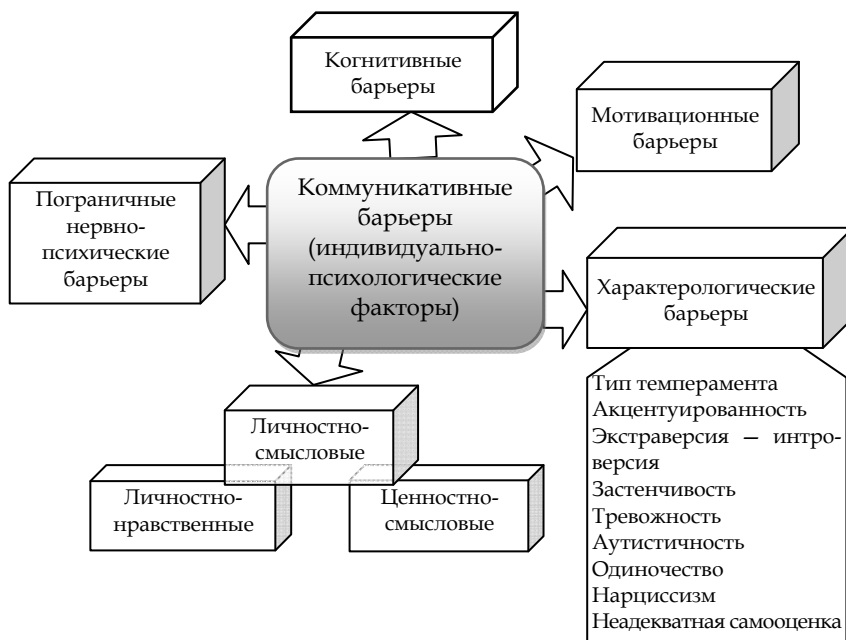 Когнитивные
барьеры
Мотивационные
барьеры
Пограничные
нервно-
психические
барьеры
Коммуникативные
барьеры
(индивидуально-
психологические
факторы)
Характерологические
барьеры
Тип темперамента
Акцентуированность
Экстраверсия — интро-
версия
Застенчивость
Тревожность
Аутистичность
Одиночество
Нарциссизм
Неадекватная самооценка
Личностно-
смысловые
Личностно-
нравственные
Ценностно-
смысловые